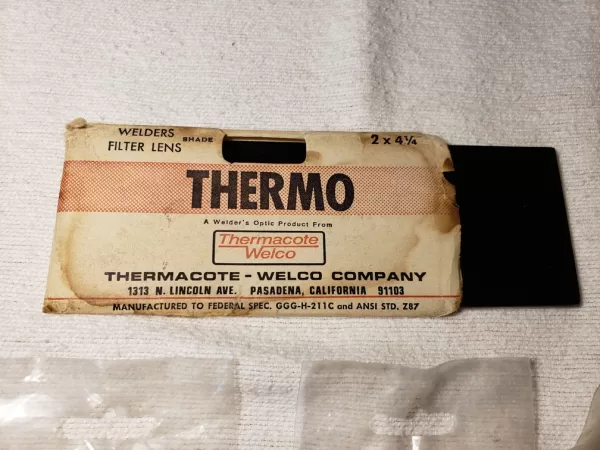 WELDERS SHADE 2 x 4¼
FILTER LENS
THERMO
A Welder's Optic Product From
Thermacote
Welco
THERMACOTE - WELCO COMPANY
1313 N. LINCOLN AVE. PASADENA, CALIFORNIA 91103
MANUFACTURED TO FEDERAL SPEC. GGG-H-211C and ANSI STD. Z87